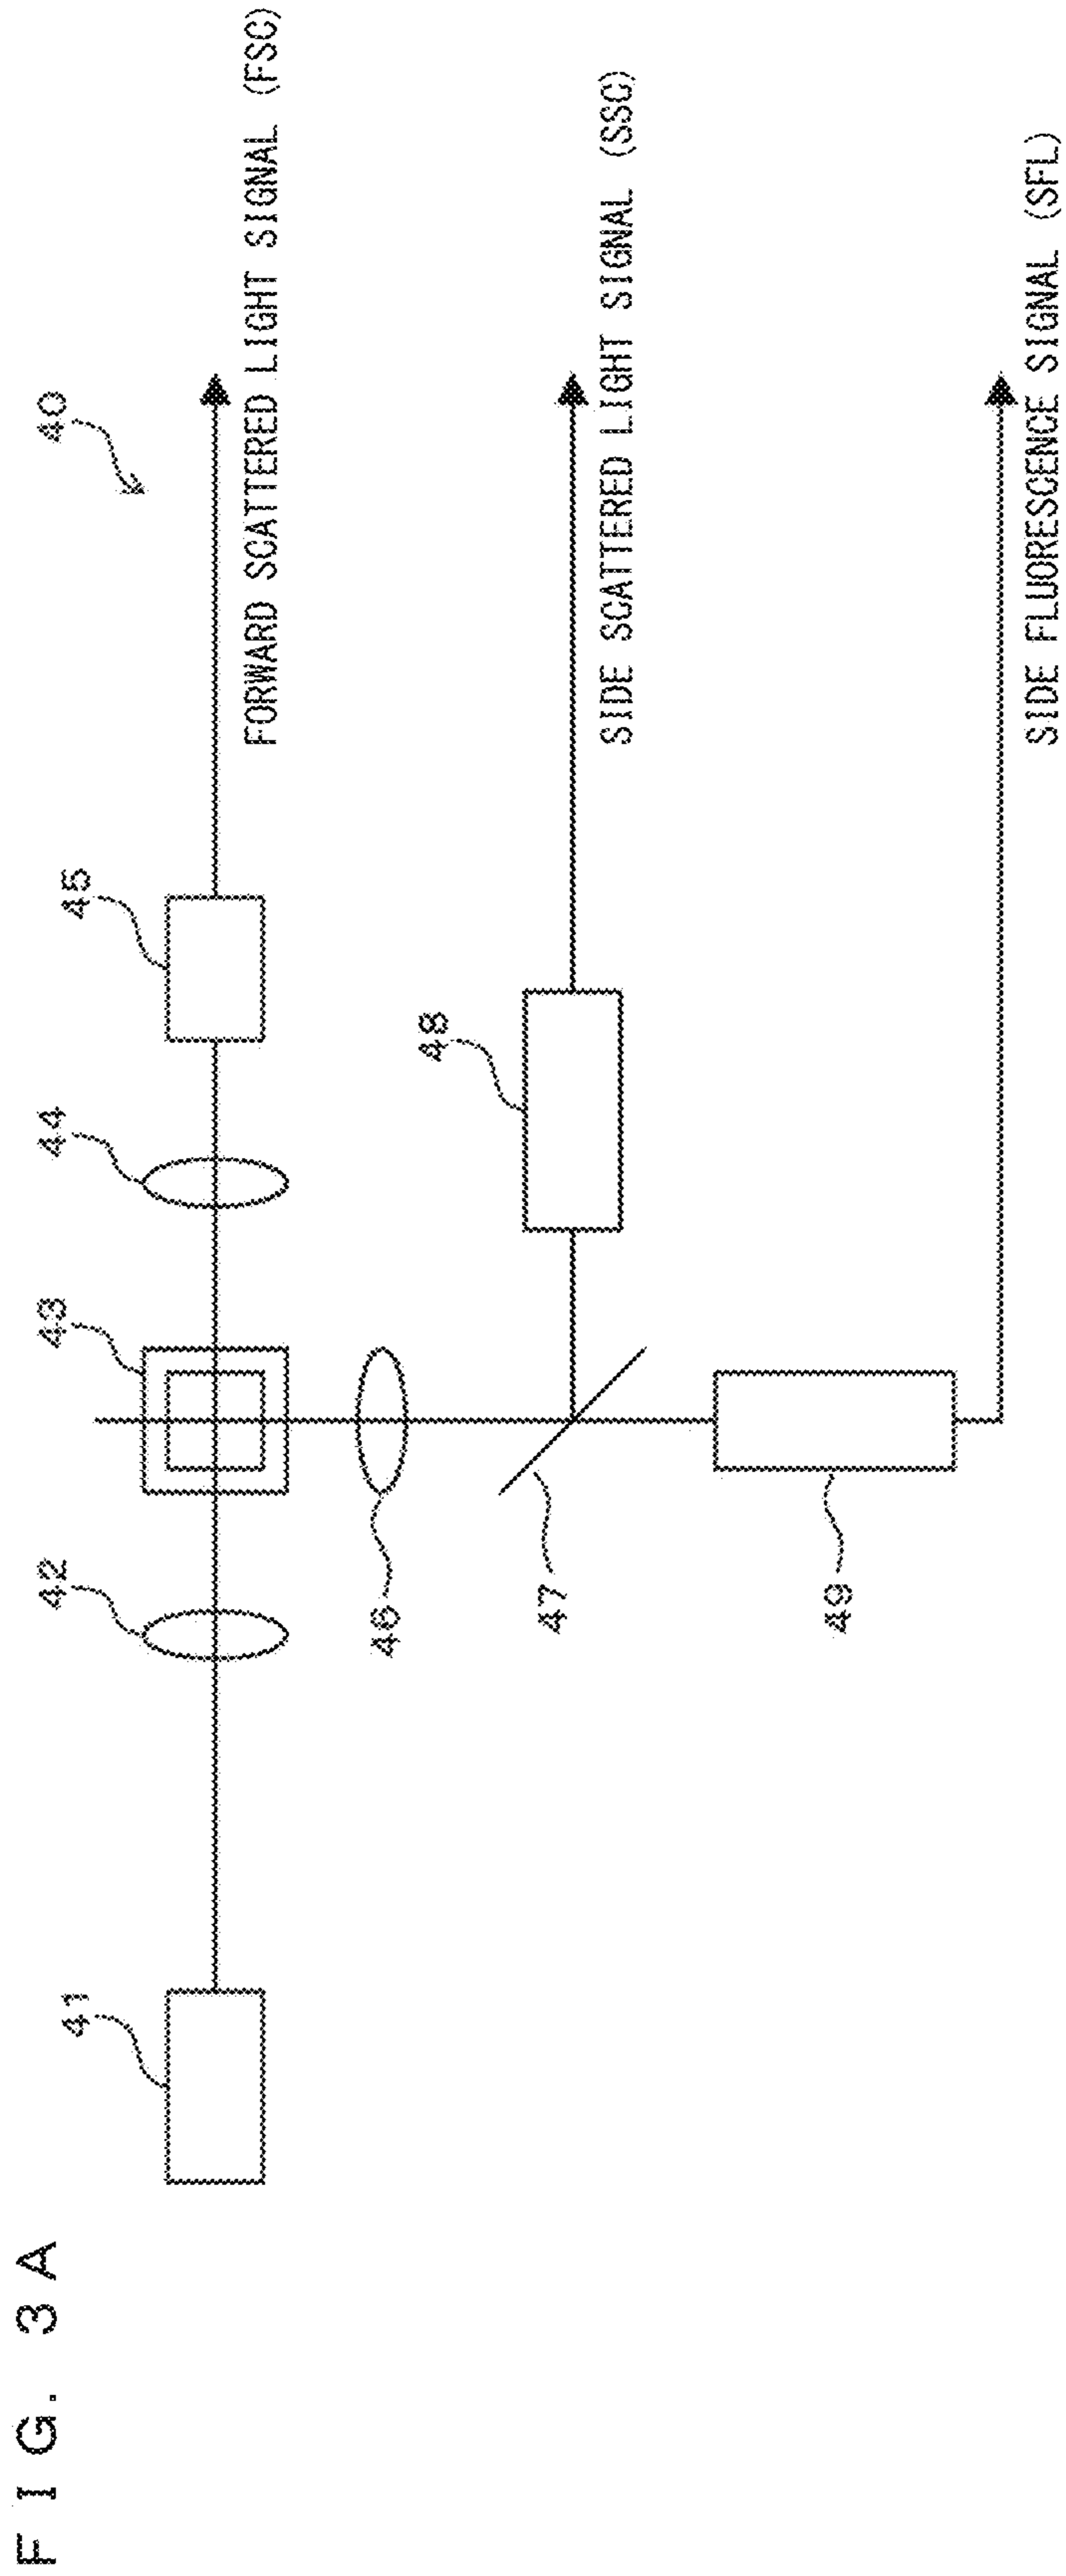 FIG. 3A
40
41
42
43
44
45
FORWARD SCATTERED LIGHT SIGNAL (FSC)
46
47
48
SIDE SCATTERED LIGHT SIGNAL (SSC)
49
SIDE FLUORESCENCE SIGNAL (SFL)